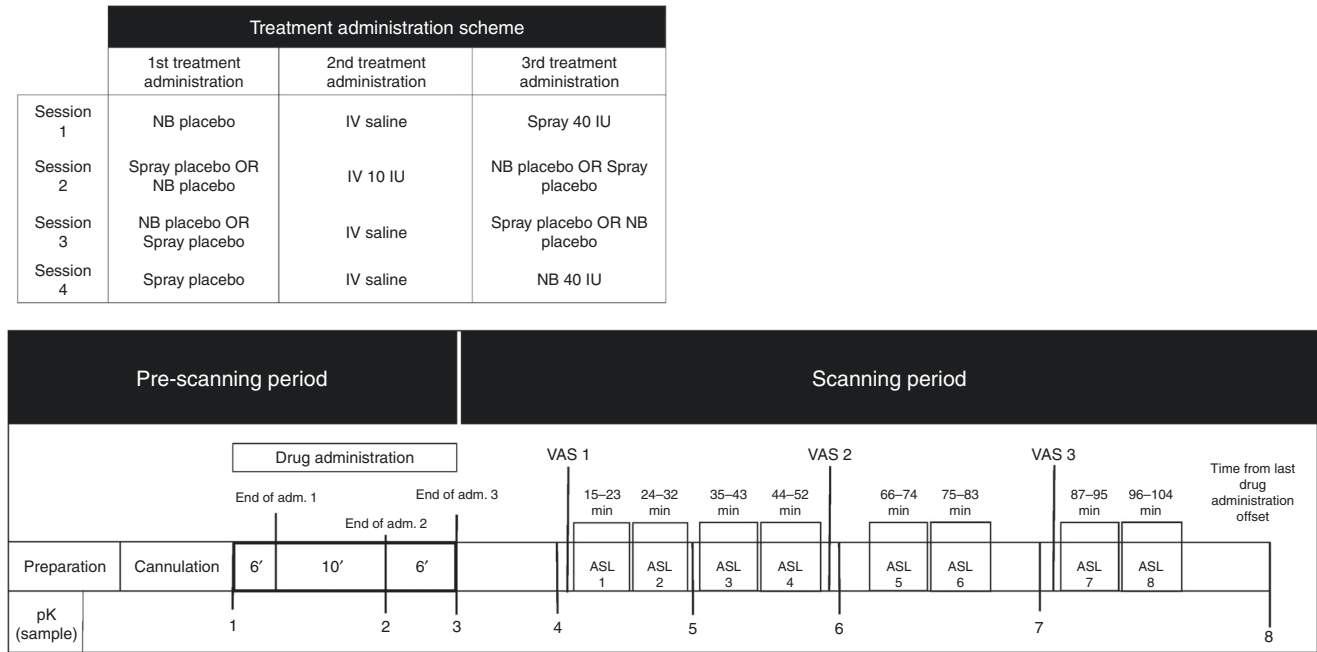 Treatment administration scheme
1st treatment
administration
2nd treatment
administration
3rd treatment
administration
Session
1
NB placebo
IV saline
Spray 40 IU
Session
2
Spray placebo OR
NB placebo
IV 10 IU
NB placebo OR Spray
placebo
Session
3
NB placebo OR
Spray placebo
IV saline
Spray placebo OR NB
placebo
Session
4
Spray placebo
IV saline
NB 40 IU
Pre-scanning period
Scanning period
Drug administration
End of adm. 1
End of adm. 2
End of adm. 3
VAS 1
VAS 2
VAS 3
15–23
min
24–32
min
35–43
min
44–52
min
66–74
min
75–83
min
87–95
min
96–104
min
Time from last
drug
administration
offset
Preparation
Cannulation
6′
10′
6′
ASL
1
ASL
2
ASL
3
ASL
4
ASL
5
ASL
6
ASL
7
ASL
8
pK
(sample)
1
2
3
4
5
6
7
8